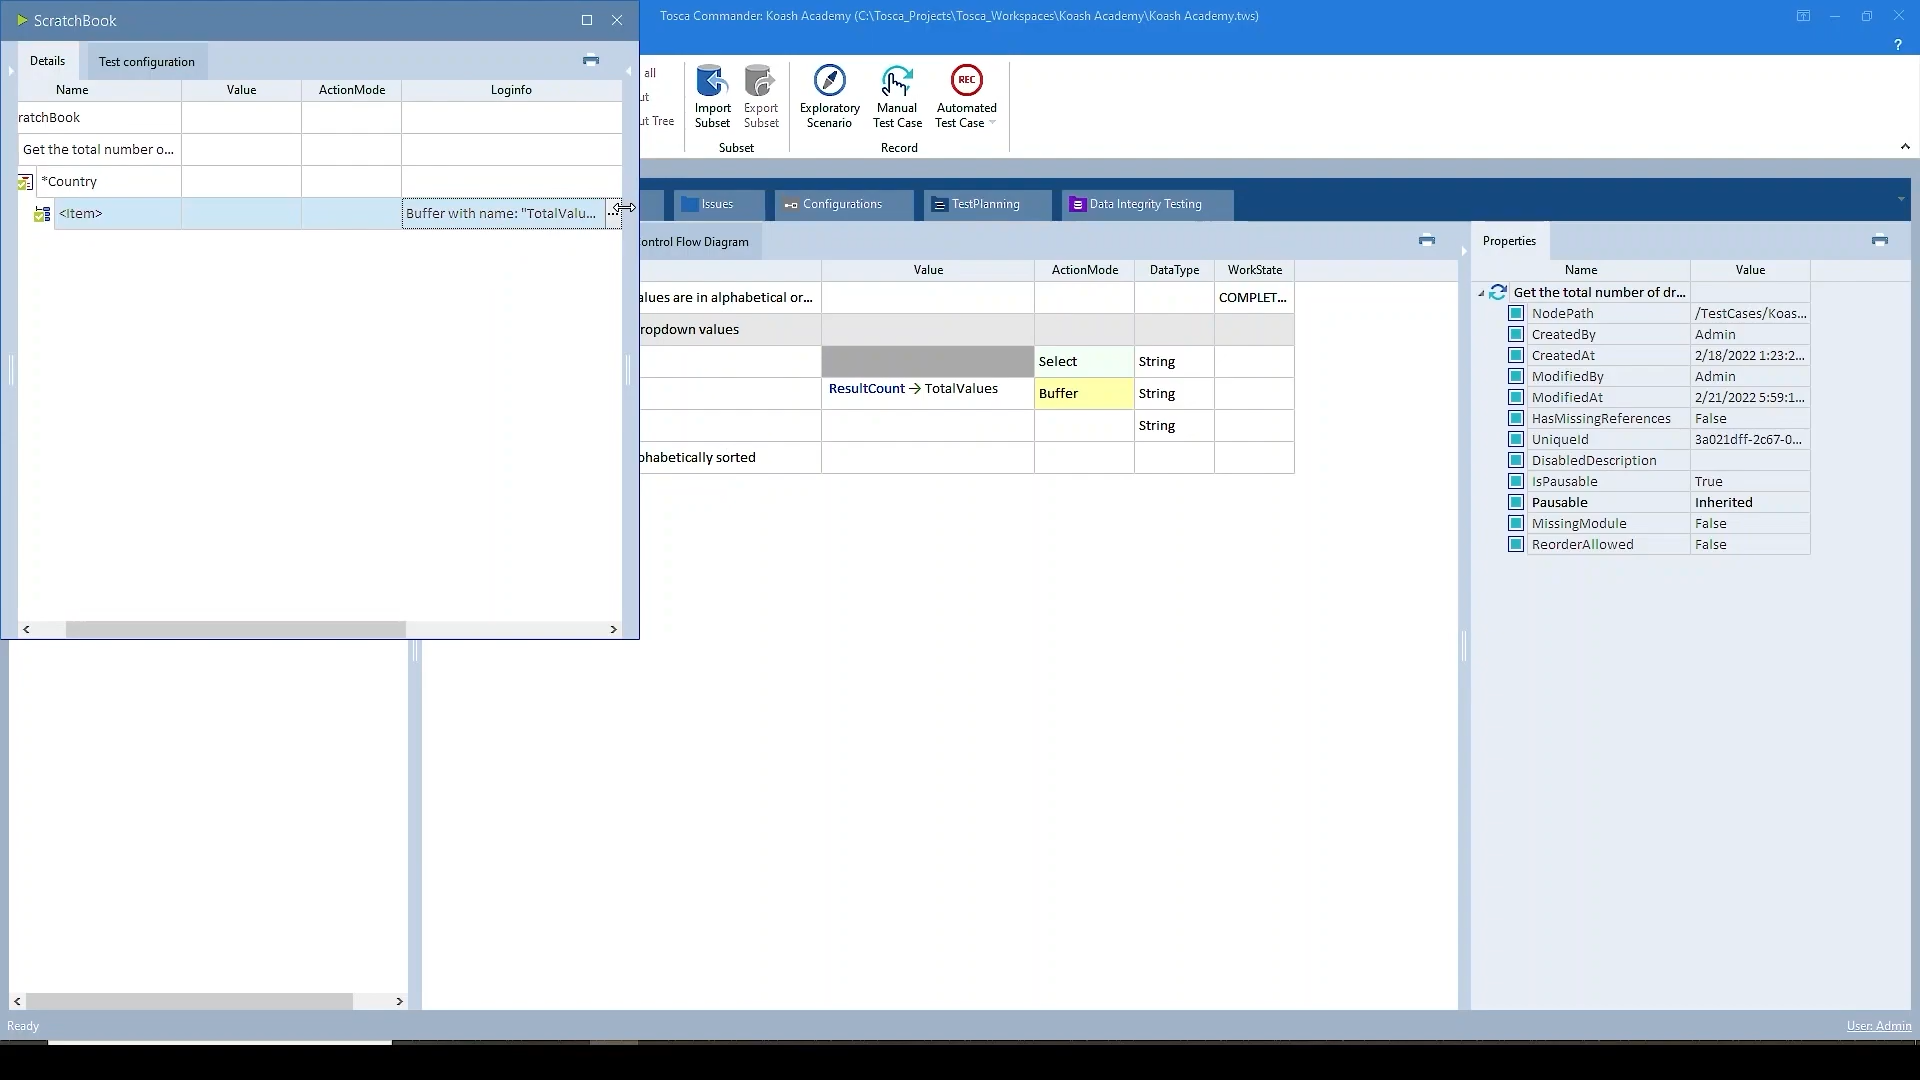 ScratchBook
Tosca Commander: Koash Academy (C:\Tosca_Projects\Tosca_Workspaces\Koash Academy\Koash Academy.tws)
?
Details
Test configuration
Name Value ActionMode Loginfo
ratchBook
Get the total number o...
*Country
<Item> Buffer with name: "TotalValu... ...
all
ut
ut Tree
Import Subset
Export Subset
Subset
Exploratory Scenario
Manual Test Case
REC
Automated Test Case
Record
Issues
Configurations
TestPlanning
Data Integrity Testing
ontrol Flow Diagram
Value ActionMode DataType WorkState
alues are in alphabetical or... COMPLET...
ropdown values
Select String
ResultCount → TotalValues Buffer String
String
phabetically sorted
Properties
Name Value
Get the total number of dr...
NodePath /TestCases/Koas...
CreatedBy Admin
CreatedAt 2/18/2022 1:23:2...
ModifiedBy Admin
ModifiedAt 2/21/2022 5:59:1...
HasMissingReferences False
UniqueId 3a021dff-2c67-0...
DisabledDescription
IsPausable True
Pausable Inherited
MissingModule False
ReorderAllowed False
Ready
User: Admin